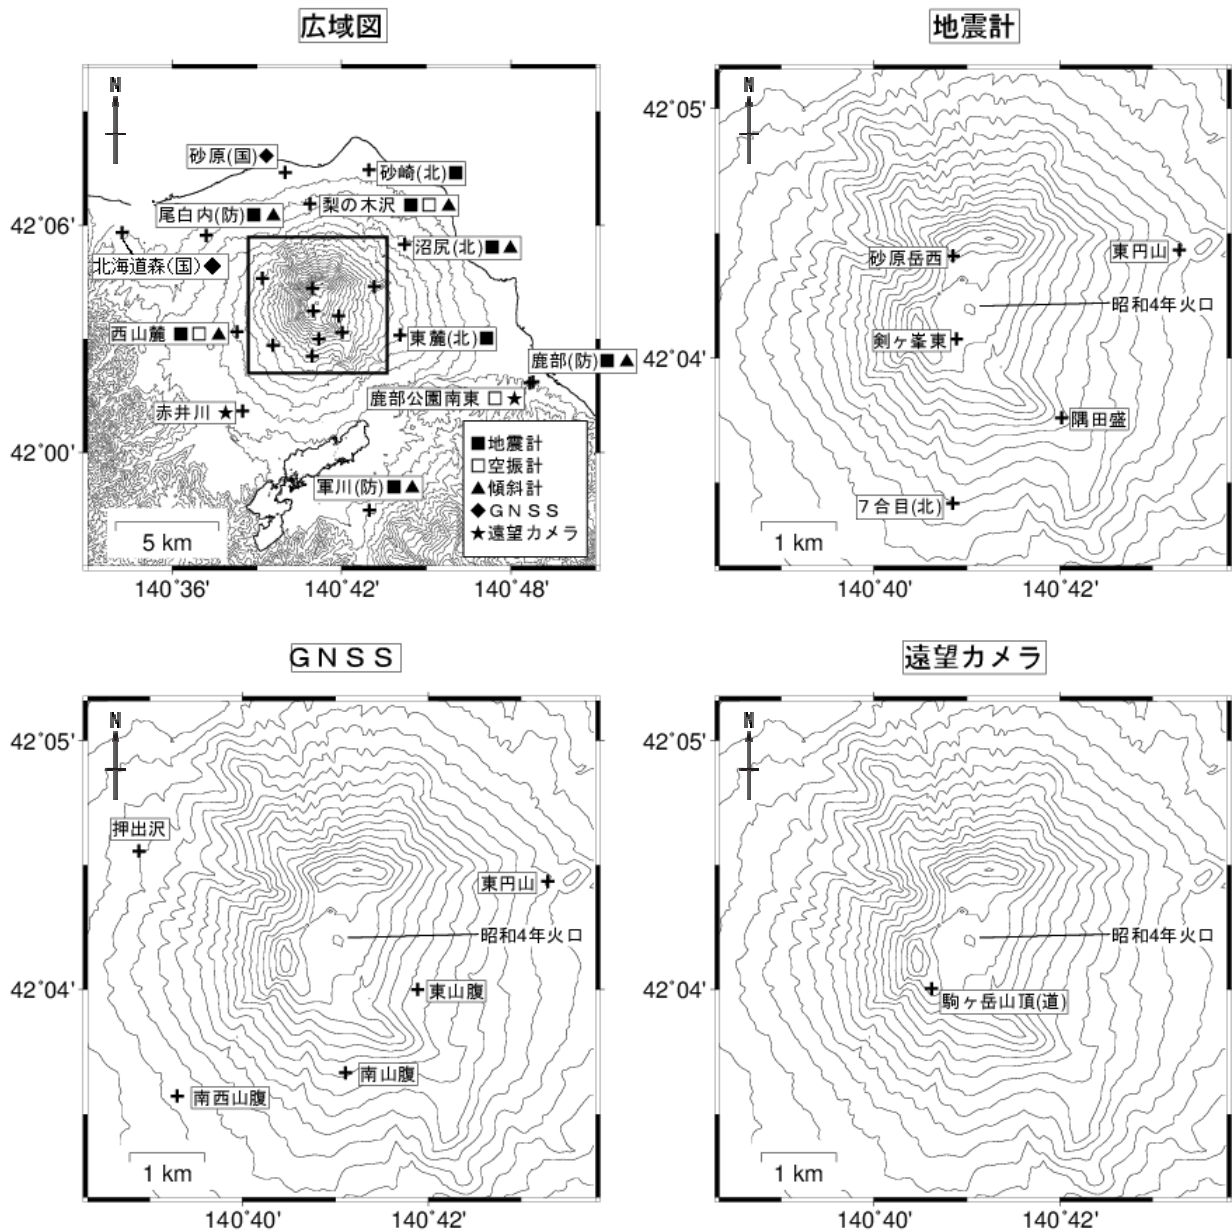 広域図
N
砂原(国)◆
砂崎(北)■
尾白内(防)■▲
梨の木沢 ■□▲
42°06'
沼尻(北)■▲
北海道森(国)◆
西山麓 ■□▲
東麓(北)■
鹿部(防)■▲
鹿部公園南東 □★
赤井川 ★
42°00'
■地震計
□空振計
▲傾斜計
◆GNSS
★遠望カメラ
軍川(防)■▲
5 km
140°36'
140°42'
140°48'
地震計
N
42°05'
砂原岳西
東円山
昭和4年火口
剣ヶ峯東
42°04'
隅田盛
7合目(北)
1 km
140°40'
140°42'
GNSS
N
42°05'
押出沢
東円山
昭和4年火口
42°04'
東山腹
南山腹
南西山腹
1 km
140°40'
140°42'
遠望カメラ
N
42°05'
昭和4年火口
42°04'
駒ヶ岳山頂(道)
1 km
140°40'
140°42'